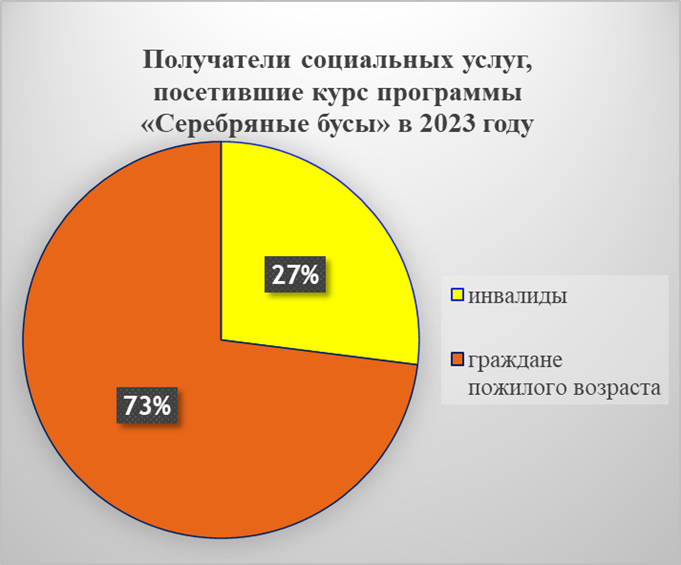 Получатели социальных услуг,
посетившие курс программы
«Серебряные бусы» в 2023 году
27%
73%
инвалиды
граждане
пожилого возраста